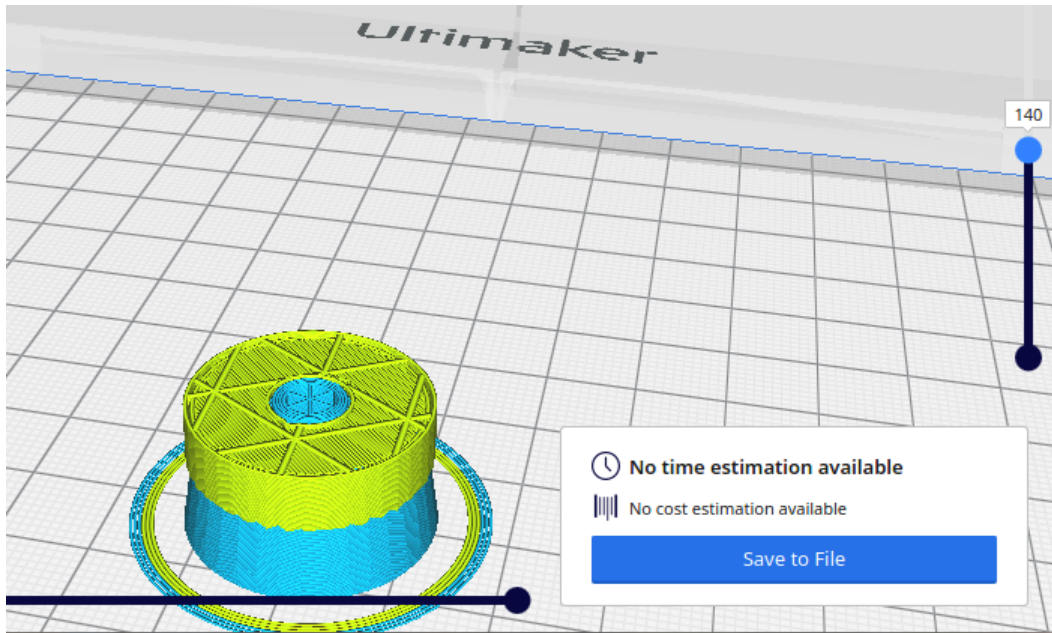 Ultimaker
140
No time estimation available
No cost estimation available
Save to File